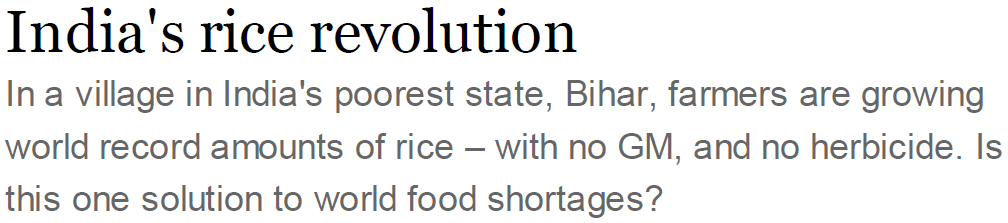 India's rice revolution
In a village in India's poorest state, Bihar, farmers are growing
world record amounts of rice – with no GM, and no herbicide. Is
this one solution to world food shortages?